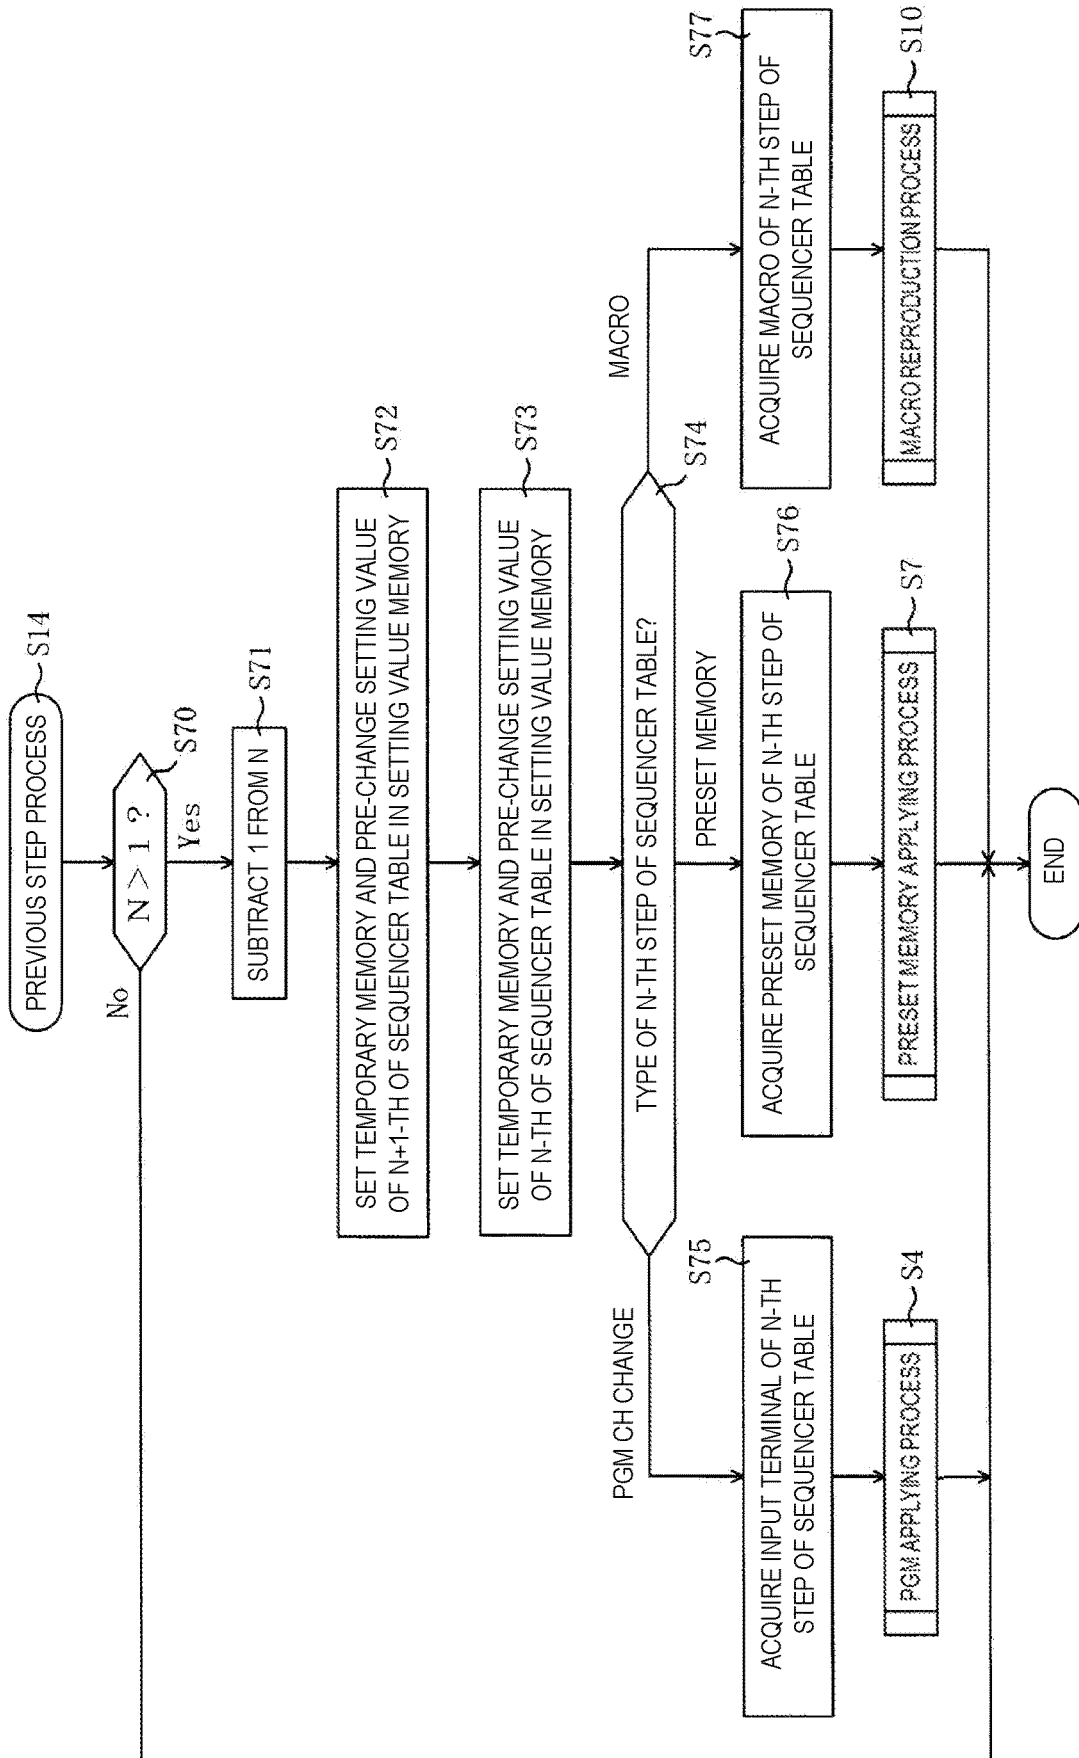 PREVIOUS STEP PROCESS
S14
N > 1 ?
S70
No
Yes
SUBTRACT 1 FROM N
S71
SET TEMPORARY MEMORY AND PRE-CHANGE SETTING VALUE
OF N+1-TH OF SEQUENCER TABLE IN SETTING VALUE MEMORY
S72
SET TEMPORARY MEMORY AND PRE-CHANGE SETTING VALUE
OF N-TH OF SEQUENCER TABLE IN SETTING VALUE MEMORY
S73
TYPE OF N-TH STEP OF SEQUENCER TABLE?
S74
PGM CH CHANGE
PRESET MEMORY
MACRO
S75
ACQUIRE INPUT TERMINAL OF N-TH
STEP OF SEQUENCER TABLE
S76
ACQUIRE PRESET MEMORY OF N-TH STEP OF
SEQUENCER TABLE
S77
ACQUIRE MACRO OF N-TH STEP OF
SEQUENCER TABLE
PGM APPLYING PROCESS
S4
PRESET MEMORY APPLYING PROCESS
S7
MACRO REPRODUCTION PROCESS
S10
END